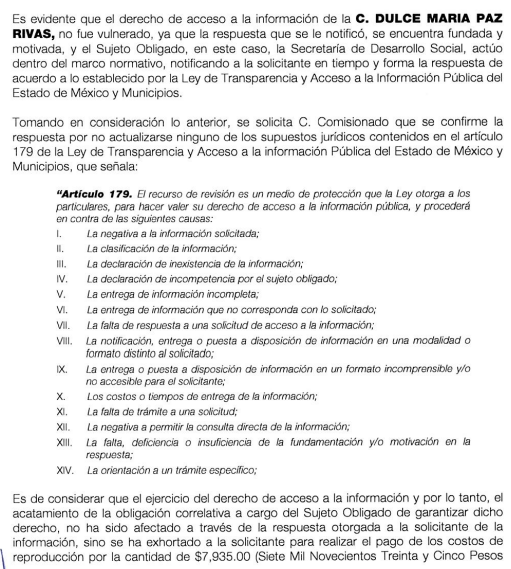 Es evidente que el derecho de acceso a la información de la C. DULCE MARIA PAZ
RIVAS, no fue vulnerado, ya que la respuesta que se le notificó, se encuentra fundada y
motivada, y el Sujeto Obligado, en este caso, la Secretaría de Desarrollo Social, actúo
dentro del marco normativo, notificando a la solicitante en tiempo y forma la respuesta de
acuerdo a lo establecido por la Ley de Transparencia y Acceso a la Información Pública del
Estado de México y Municipios.
Tomando en consideración lo anterior, se solicita C. Comisionado que se confirme la
respuesta por no actualizarse ninguno de los supuestos jurídicos contenidos en el artículo
179 de la Ley de Transparencia y Acceso a la información Pública del Estado de México y
Municipios, que señala:
"Artículo 179. El recurso de revisión es un medio de protección que la Ley otorga a los
particulares, para hacer valer su derecho de acceso a la información pública, y procederá
en contra de las siguientes causas:
I. La negativa a la información solicitada;
II. La clasificación de la información;
III. La declaración de inexistencia de la información;
IV. La declaración de incompetencia por el sujeto obligado;
V. La entrega de información incompleta;
VI. La entrega de información que no corresponda con lo solicitado;
VII. La falta de respuesta a una solicitud de acceso a la información;
VIII. La notificación, entrega o puesta a disposición de información en una modalidad o
formato distinto al solicitado;
IX. La entrega o puesta a disposición de información en un formato incomprensible y/o
no accesible para el solicitante;
X. Los costos o tiempos de entrega de la información;
XI. La falta de trámite a una solicitud;
XII. La negativa a permitir la consulta directa de la información;
XIII. La falta, deficiencia o insuficiencia de la fundamentación y/o motivación en la
respuesta;
XIV. La orientación a un trámite específico;
Es de considerar que el ejercicio del derecho de acceso a la información y por lo tanto, el
acatamiento de la obligación correlativa a cargo del Sujeto Obligado de garantizar dicho
derecho, no ha sido afectado a través de la respuesta otorgada a la solicitante de la
información, sino se ha exhortado a la solicitante para realizar el pago de los costos de
reproducción por la cantidad de $7,935.00 (Siete Mil Novecientos Treinta y Cinco Pesos